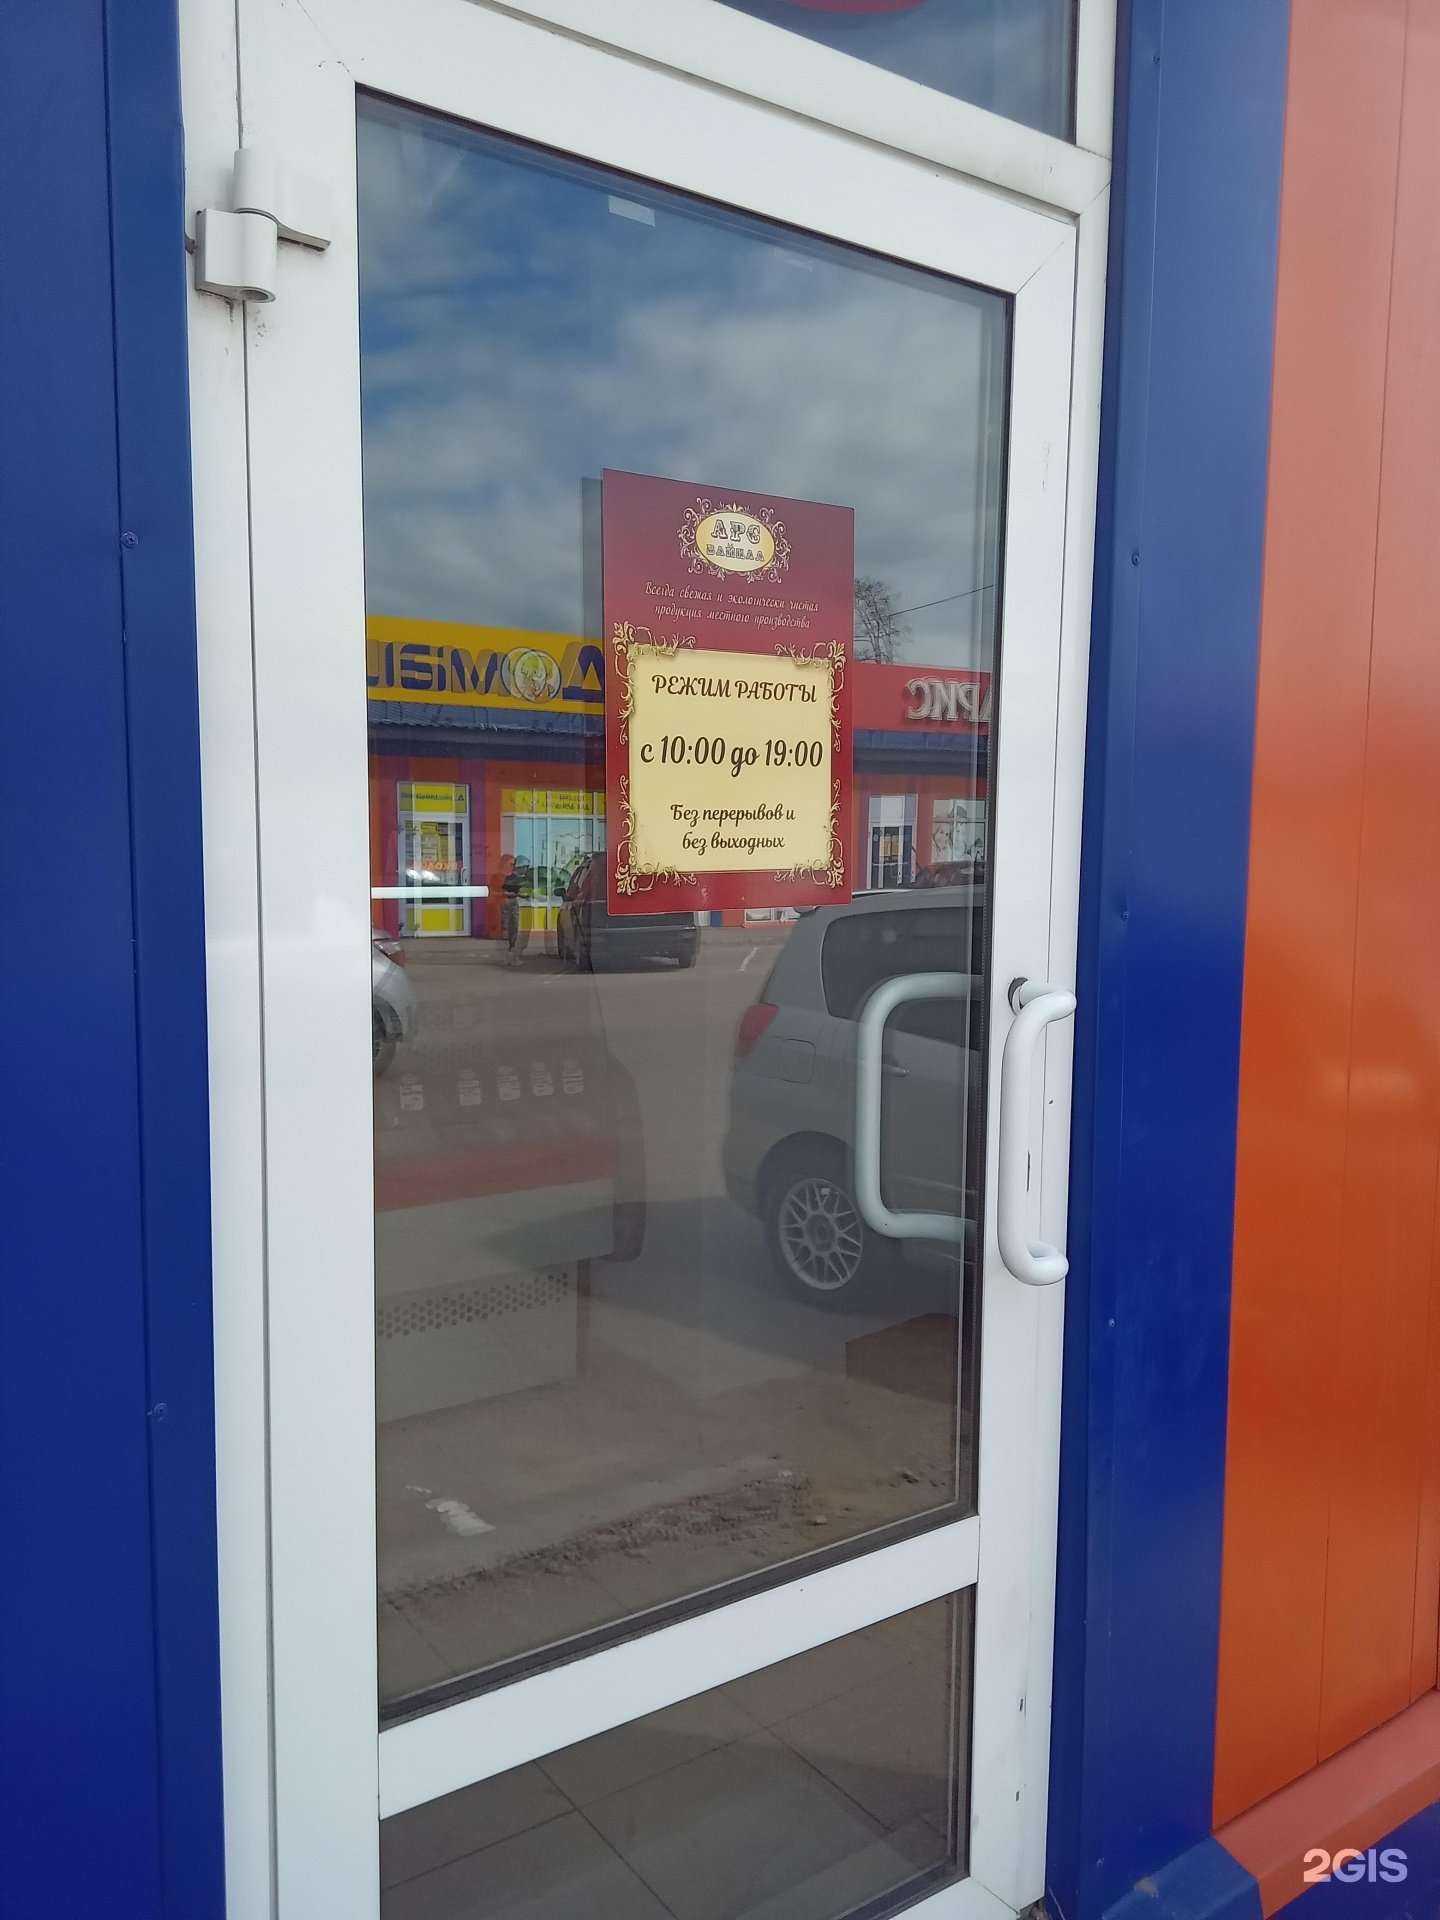 АРС
БАЙКАЛ
Всегда свежая и экологически чистая
продукция местного производства
РЕЖИМ РАБОТЫ
с 10:00 до 19:00
Без перерывов и
без выходных
АРИС
2GIS